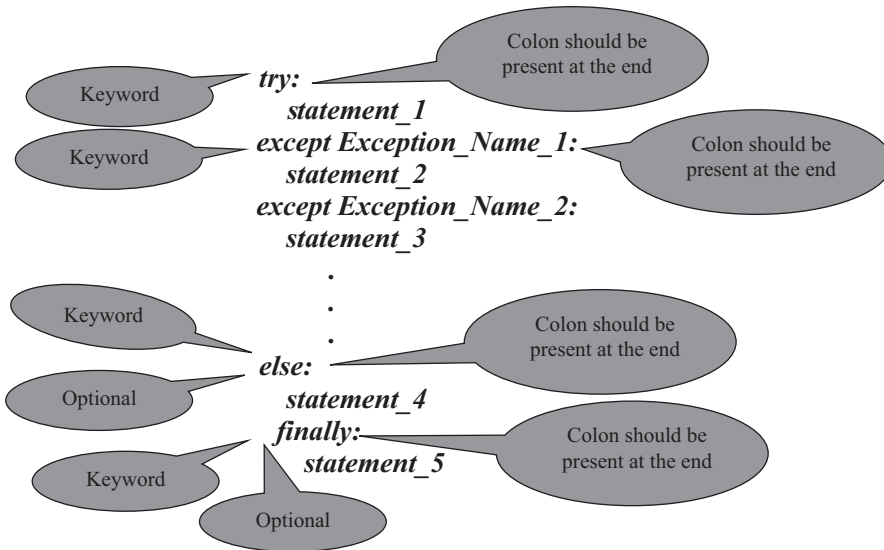 Colon should be
present at the end
Keyword
try:
statement_1
Keyword
except Exception_Name_1:
Colon should be
present at the end
statement_2
except Exception_Name_2:
statement_3
.
.
.
Keyword
Colon should be
present at the end
else:
Optional
statement_4
finally:
Colon should be
present at the end
Keyword
statement_5
Optional